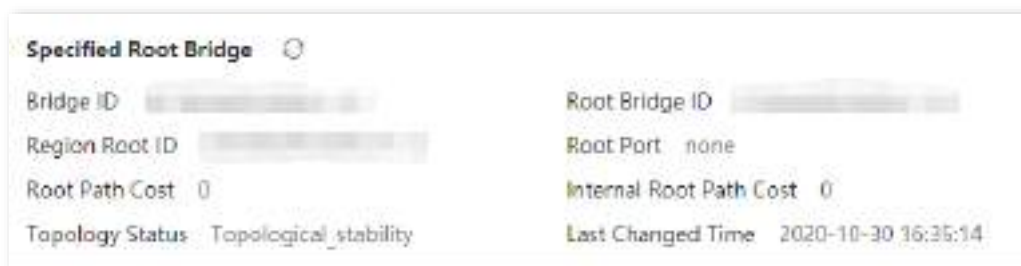 Specified Root Bridge
Bridge ID
Root Bridge ID
Region Root ID
Root Port none
Root Path Cost 0
Internal Root Path Cost 0
Topology Status Topological_stability
Last Changed Time 2020-10-30 16:35:14